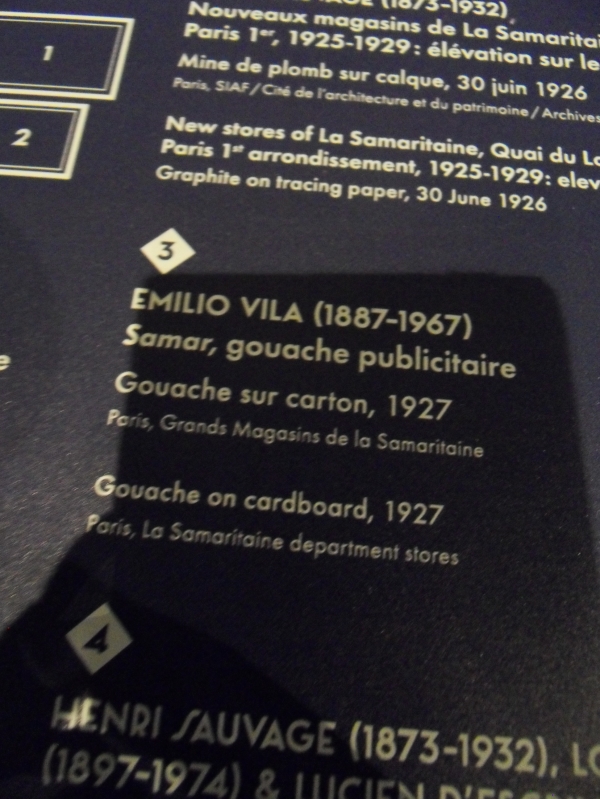 (1873-1932),
Nouveaux magasins de La
Paris 1er, 1925-1929 : élévation sur le
Mine de plomb sur calque, 30 juin 1926
Paris, SIAF / Cité de l'architecture et du patrimoine / Archives
1
2
New stores of La Samaritaine, Quai du
Paris 1st arrondissement, 1925-1929:
Graphite on tracing paper, 30 June 1926
3
EMILIO VILA (1887-1967)
Samar, gouache publicitaire
Gouache sur carton, 1927
Paris, Grands Magasins de la Samaritaine
Gouache on cardboard, 1927
Paris, La Samaritaine department stores
4
HENRI SAUVAGE (1873-1932),
(1897-1974) & LUCIEN